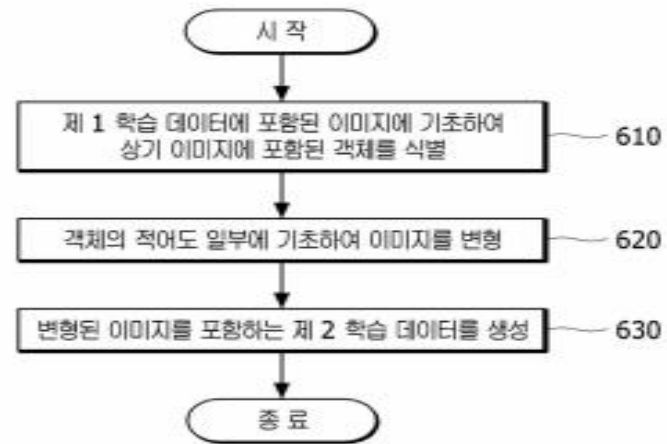 시 작
제 1 학습 데이터에 포함된 이미지에 기초하여
상기 이미지에 포함된 객체를 식별
610
객체의 적어도 일부에 기초하여 이미지를 변형
620
변형된 이미지를 포함하는 제 2 학습 데이터를 생성
630
종 료